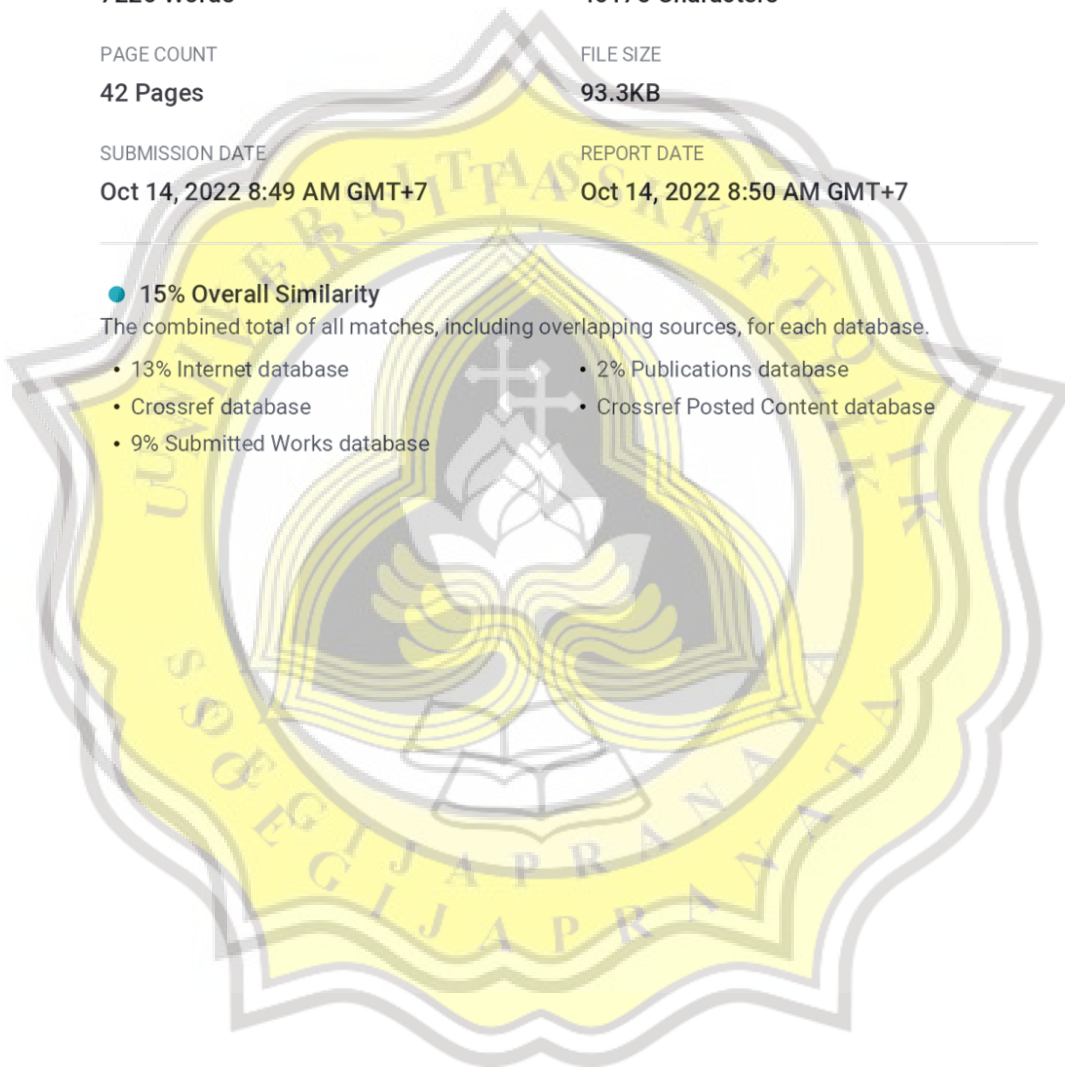 PAGE COUNT
FILE SIZE
42 Pages
93.3KB
SUBMISSION DATE
REPORT DATE
Oct 14, 2022 8:49 AM GMT+7
Oct 14, 2022 8:50 AM GMT+7
15% Overall Similarity
The combined total of all matches, including overlapping sources, for each database.
• 13% Internet database
• 2% Publications database
• Crossref database
• Crossref Posted Content database
• 9% Submitted Works database
UNIVERSITAS KATOLIK
SOEGIJAPRANATA